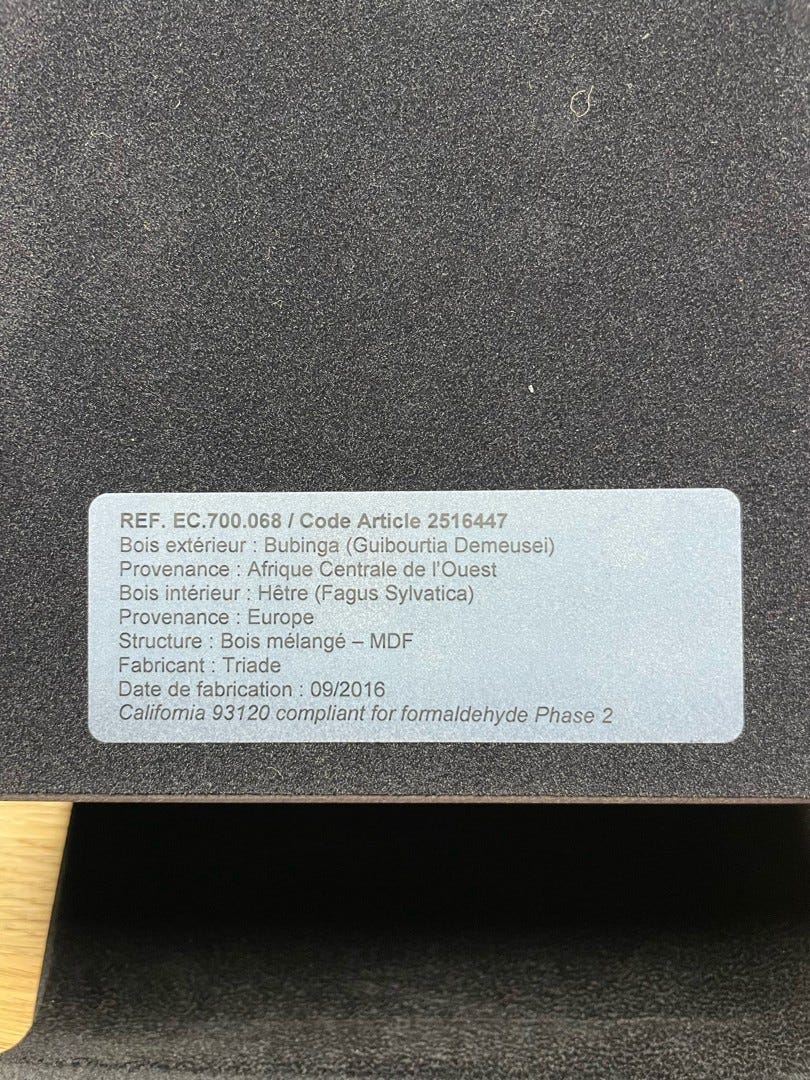 REF. EC.700.068 / Code Article 2516447
Bois extérieur : Bubinga (Guibourtia Demeusei)
Provenance : Afrique Centrale de l'Ouest
Bois intérieur : Hêtre (Fagus Sylvatica)
Provenance : Europe
Structure : Bois mélangé – MDF
Fabricant : Triade
Date de fabrication : 09/2016
California 93120 compliant for formaldehyde Phase 2